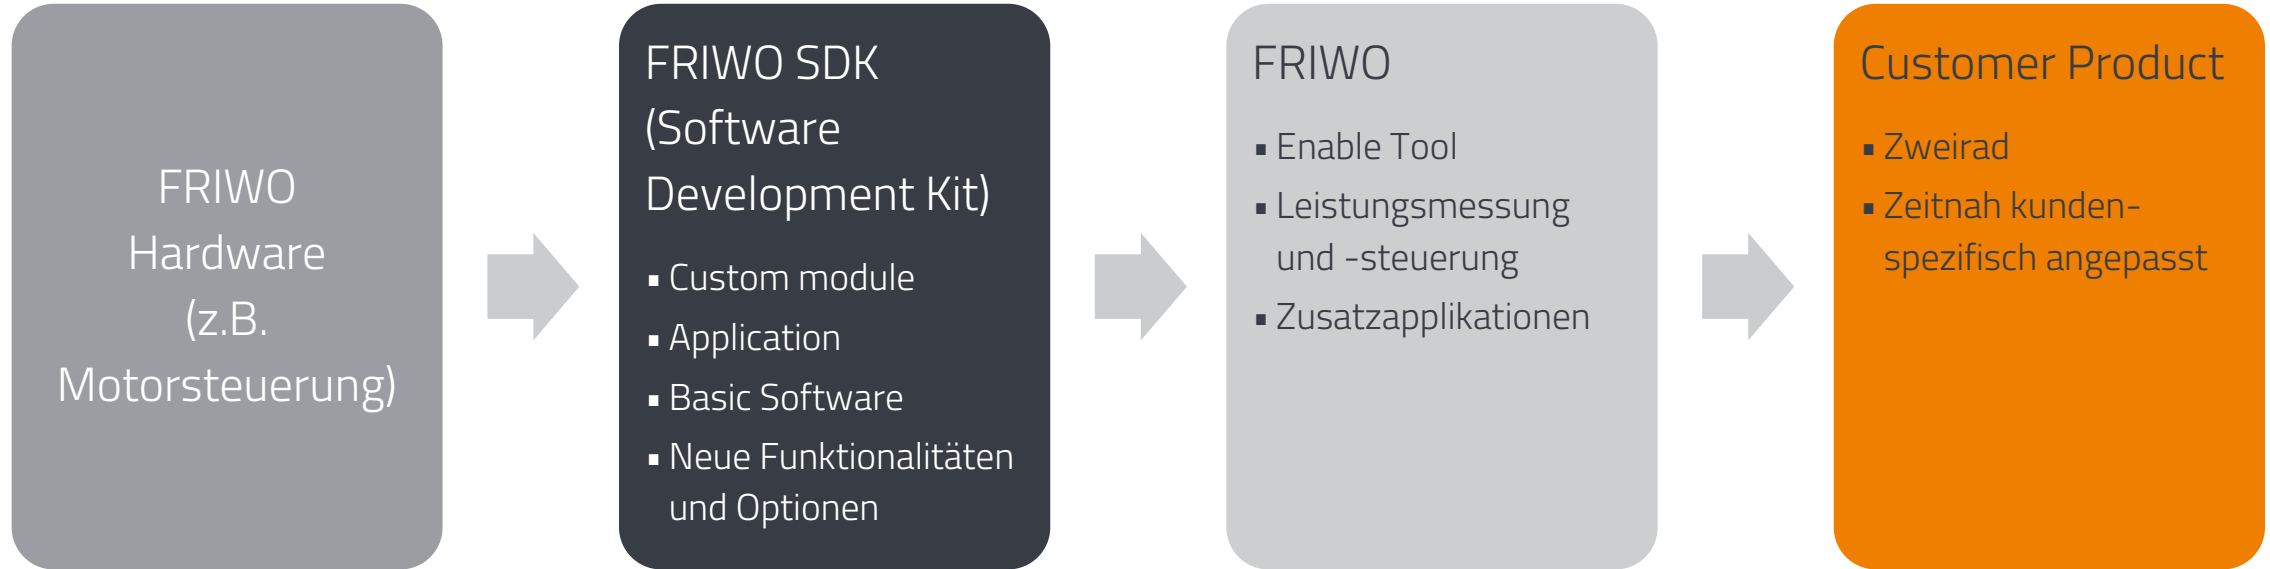 FRIWO
Hardware
(z.B.
Motorsteuerung)
FRIWO SDK
(Software
Development Kit)
▪ Custom module
▪ Application
▪ Basic Software
▪ Neue Funktionalitäten
und Optionen
FRIWO
▪ Enable Tool
▪ Leistungsmessung
und -steuerung
▪ Zusatzapplikationen
Customer Product
▪ Zweirad
▪ Zeitnah kunden-
spezifisch angepasst